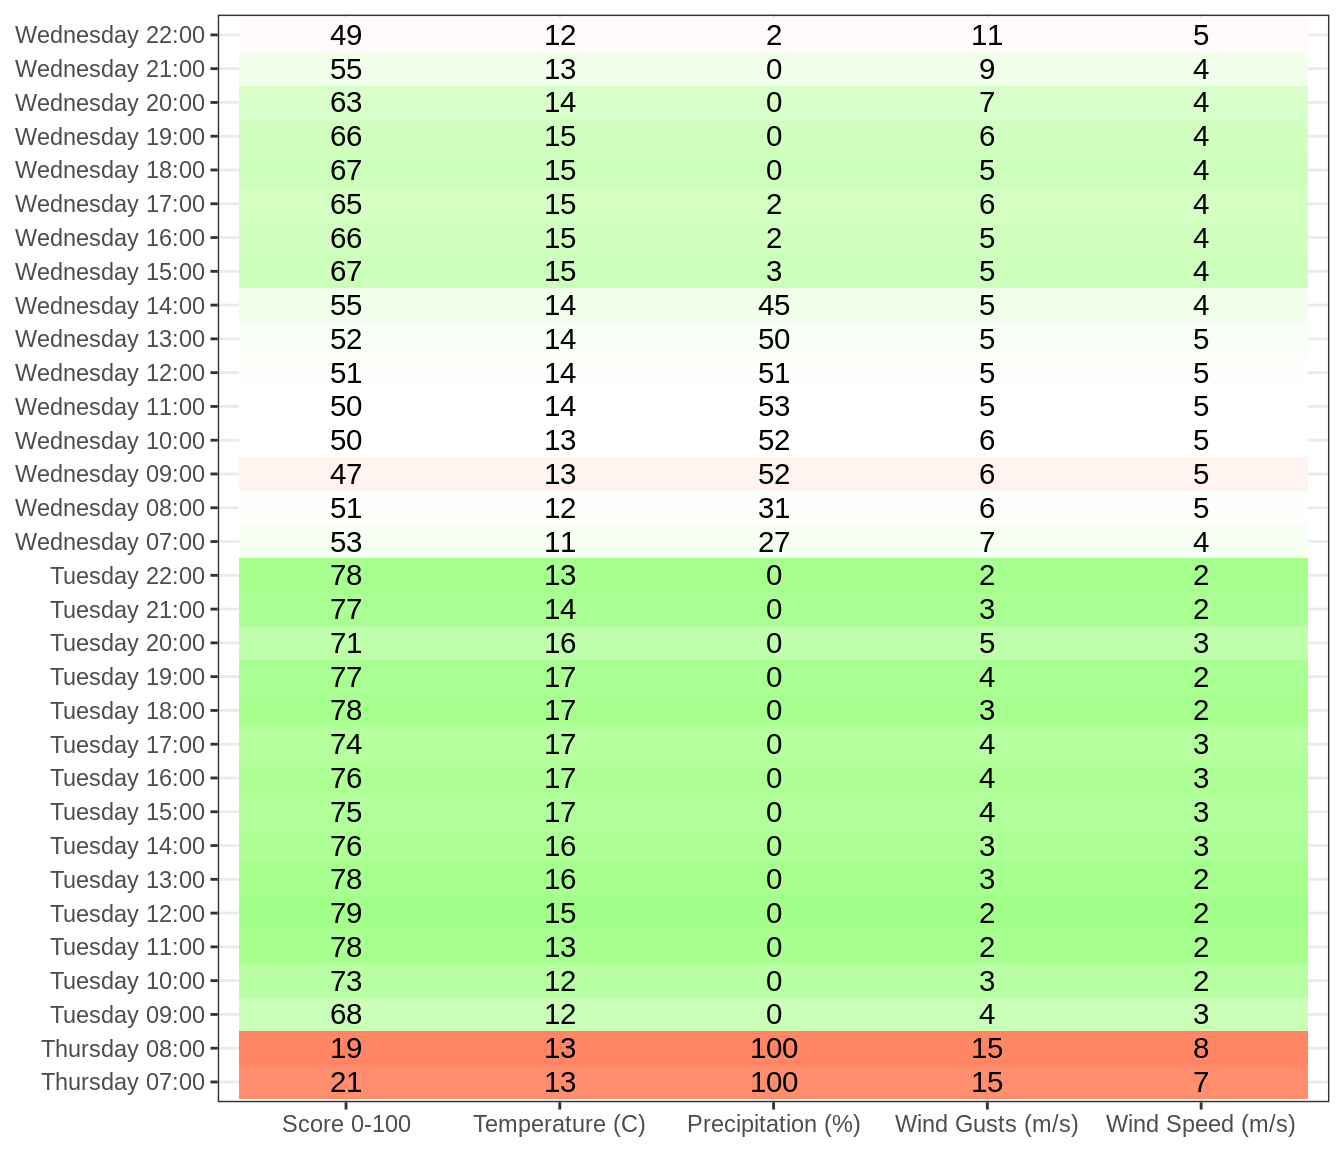 Wednesday 22:00 49 12 2 11 5
Wednesday 21:00 55 13 0 9 4
Wednesday 20:00 63 14 0 7 4
Wednesday 19:00 66 15 0 6 4
Wednesday 18:00 67 15 0 5 4
Wednesday 17:00 65 15 2 6 4
Wednesday 16:00 66 15 2 5 4
Wednesday 15:00 67 15 3 5 4
Wednesday 14:00 55 14 45 5 4
Wednesday 13:00 52 14 50 5 5
Wednesday 12:00 51 14 51 5 5
Wednesday 11:00 50 14 53 5 5
Wednesday 10:00 50 13 52 6 5
Wednesday 09:00 47 13 52 6 5
Wednesday 08:00 51 12 31 6 5
Wednesday 07:00 53 11 27 7 4
Tuesday 22:00 78 13 0 2 2
Tuesday 21:00 77 14 0 3 2
Tuesday 20:00 71 16 0 5 3
Tuesday 19:00 77 17 0 4 2
Tuesday 18:00 78 17 0 3 2
Tuesday 17:00 74 17 0 4 3
Tuesday 16:00 76 17 0 4 3
Tuesday 15:00 75 17 0 4 3
Tuesday 14:00 76 16 0 3 3
Tuesday 13:00 78 16 0 3 2
Tuesday 12:00 79 15 0 2 2
Tuesday 11:00 78 13 0 2 2
Tuesday 10:00 73 12 0 3 2
Tuesday 09:00 68 12 0 4 3
Thursday 08:00 19 13 100 15 8
Thursday 07:00 21 13 100 15 7
Score 0-100 Temperature (C) Precipitation (%) Wind Gusts (m/s) Wind Speed (m/s)